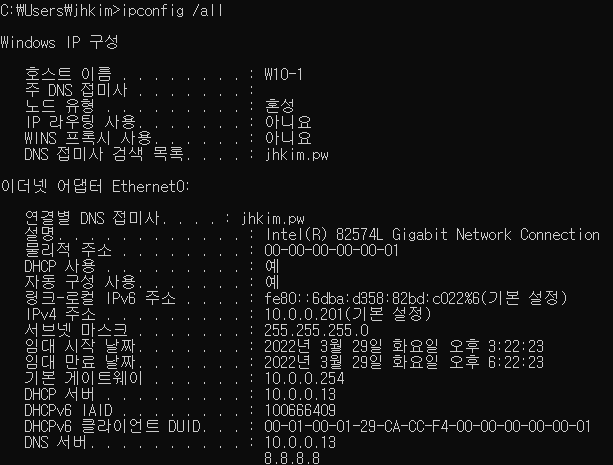 C:\Users\jhkim>ipconfig /all
Windows IP 구성
호스트 이름 . . . . . . . . : W10-1
주 DNS 접미사 . . . . . . . :
노드 유형 . . . . . . . . . : 혼성
IP 라우팅 사용. . . . . . . : 아니요
WINS 프록시 사용. . . . . . : 아니요
DNS 접미사 검색 목록. . . . : jhkim.pw
이더넷 어댑터 Ethernet0:
연결별 DNS 접미사. . . . : jhkim.pw
설명. . . . . . . . . . . . : Intel(R) 82574L Gigabit Network Connection
물리적 주소 . . . . . . . . : 00-00-00-00-00-01
DHCP 사용 . . . . . . . . . : 예
자동 구성 사용. . . . . . . : 예
링크-로컬 IPv6 주소 . . . . : fe80::6dba:d358:82bd:c022%6(기본 설정)
IPv4 주소 . . . . . . . . . : 10.0.0.201(기본 설정)
서브넷 마스크 . . . . . . . : 255.255.255.0
임대 시작 날짜. . . . . . . : 2022년 3월 29일 화요일 오후 3:22:23
임대 만료 날짜. . . . . . . : 2022년 3월 29일 화요일 오후 6:22:23
기본 게이트웨이 . . . . . . : 10.0.0.254
DHCP 서버 . . . . . . . . . : 10.0.0.13
DHCPv6 IAID . . . . . . . . : 100666409
DHCPv6 클라이언트 DUID. . . : 00-01-00-01-29-CA-CC-F4-00-00-00-00-00-01
DNS 서버. . . . . . . . . . : 10.0.0.13
8.8.8.8